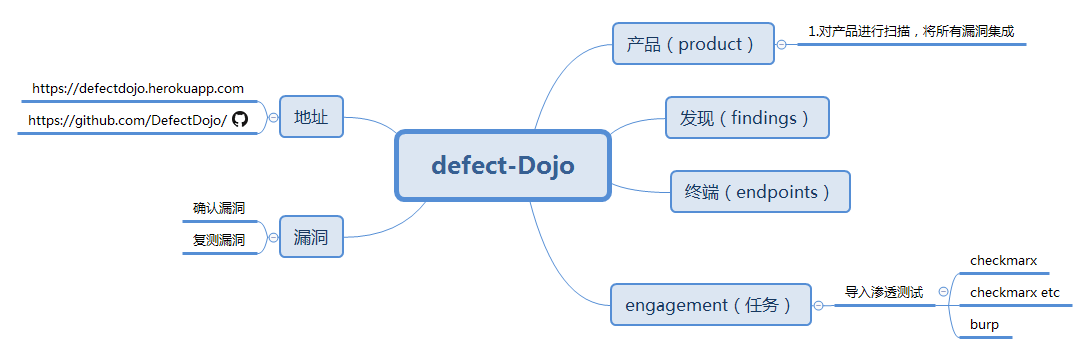 defect-Dojo
产品（product）
1.对产品进行扫描，将所有漏洞集成
发现（findings）
终端（endpoints）
engagement（任务）
导入渗透测试
checkmarx
checkmarx etc
burp
地址
https://defectdojo.herokuapp.com
https://github.com/DefectDojo/
漏洞
确认漏洞
复测漏洞